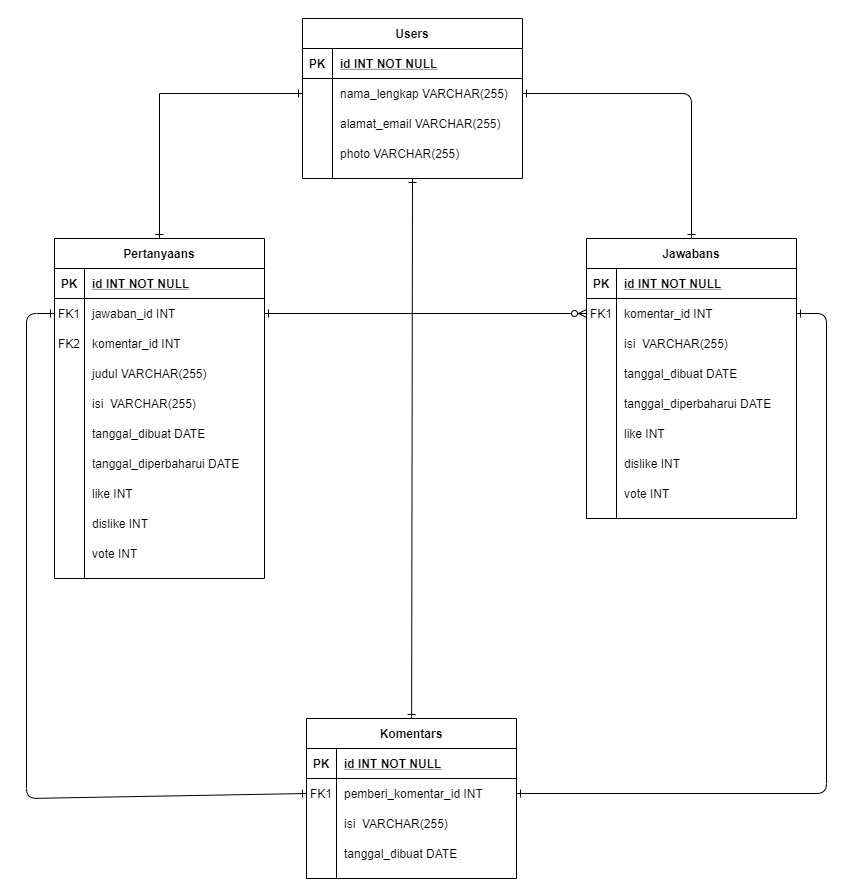 Users
PK id INT NOT NULL
nama_lengkap VARCHAR(255)
alamat_email VARCHAR(255)
photo VARCHAR(255)
Pertanyaans
PK id INT NOT NULL
FK1 jawaban_id INT
FK2 komentar_id INT
judul VARCHAR(255)
isi VARCHAR(255)
tanggal_dibuat DATE
tanggal_diperbaharui DATE
like INT
dislike INT
vote INT
Jawabans
PK id INT NOT NULL
FK1 komentar_id INT
isi VARCHAR(255)
tanggal_dibuat DATE
tanggal_diperbaharui DATE
like INT
dislike INT
vote INT
Komentars
PK id INT NOT NULL
FK1 pemberi_komentar_id INT
isi VARCHAR(255)
tanggal_dibuat DATE